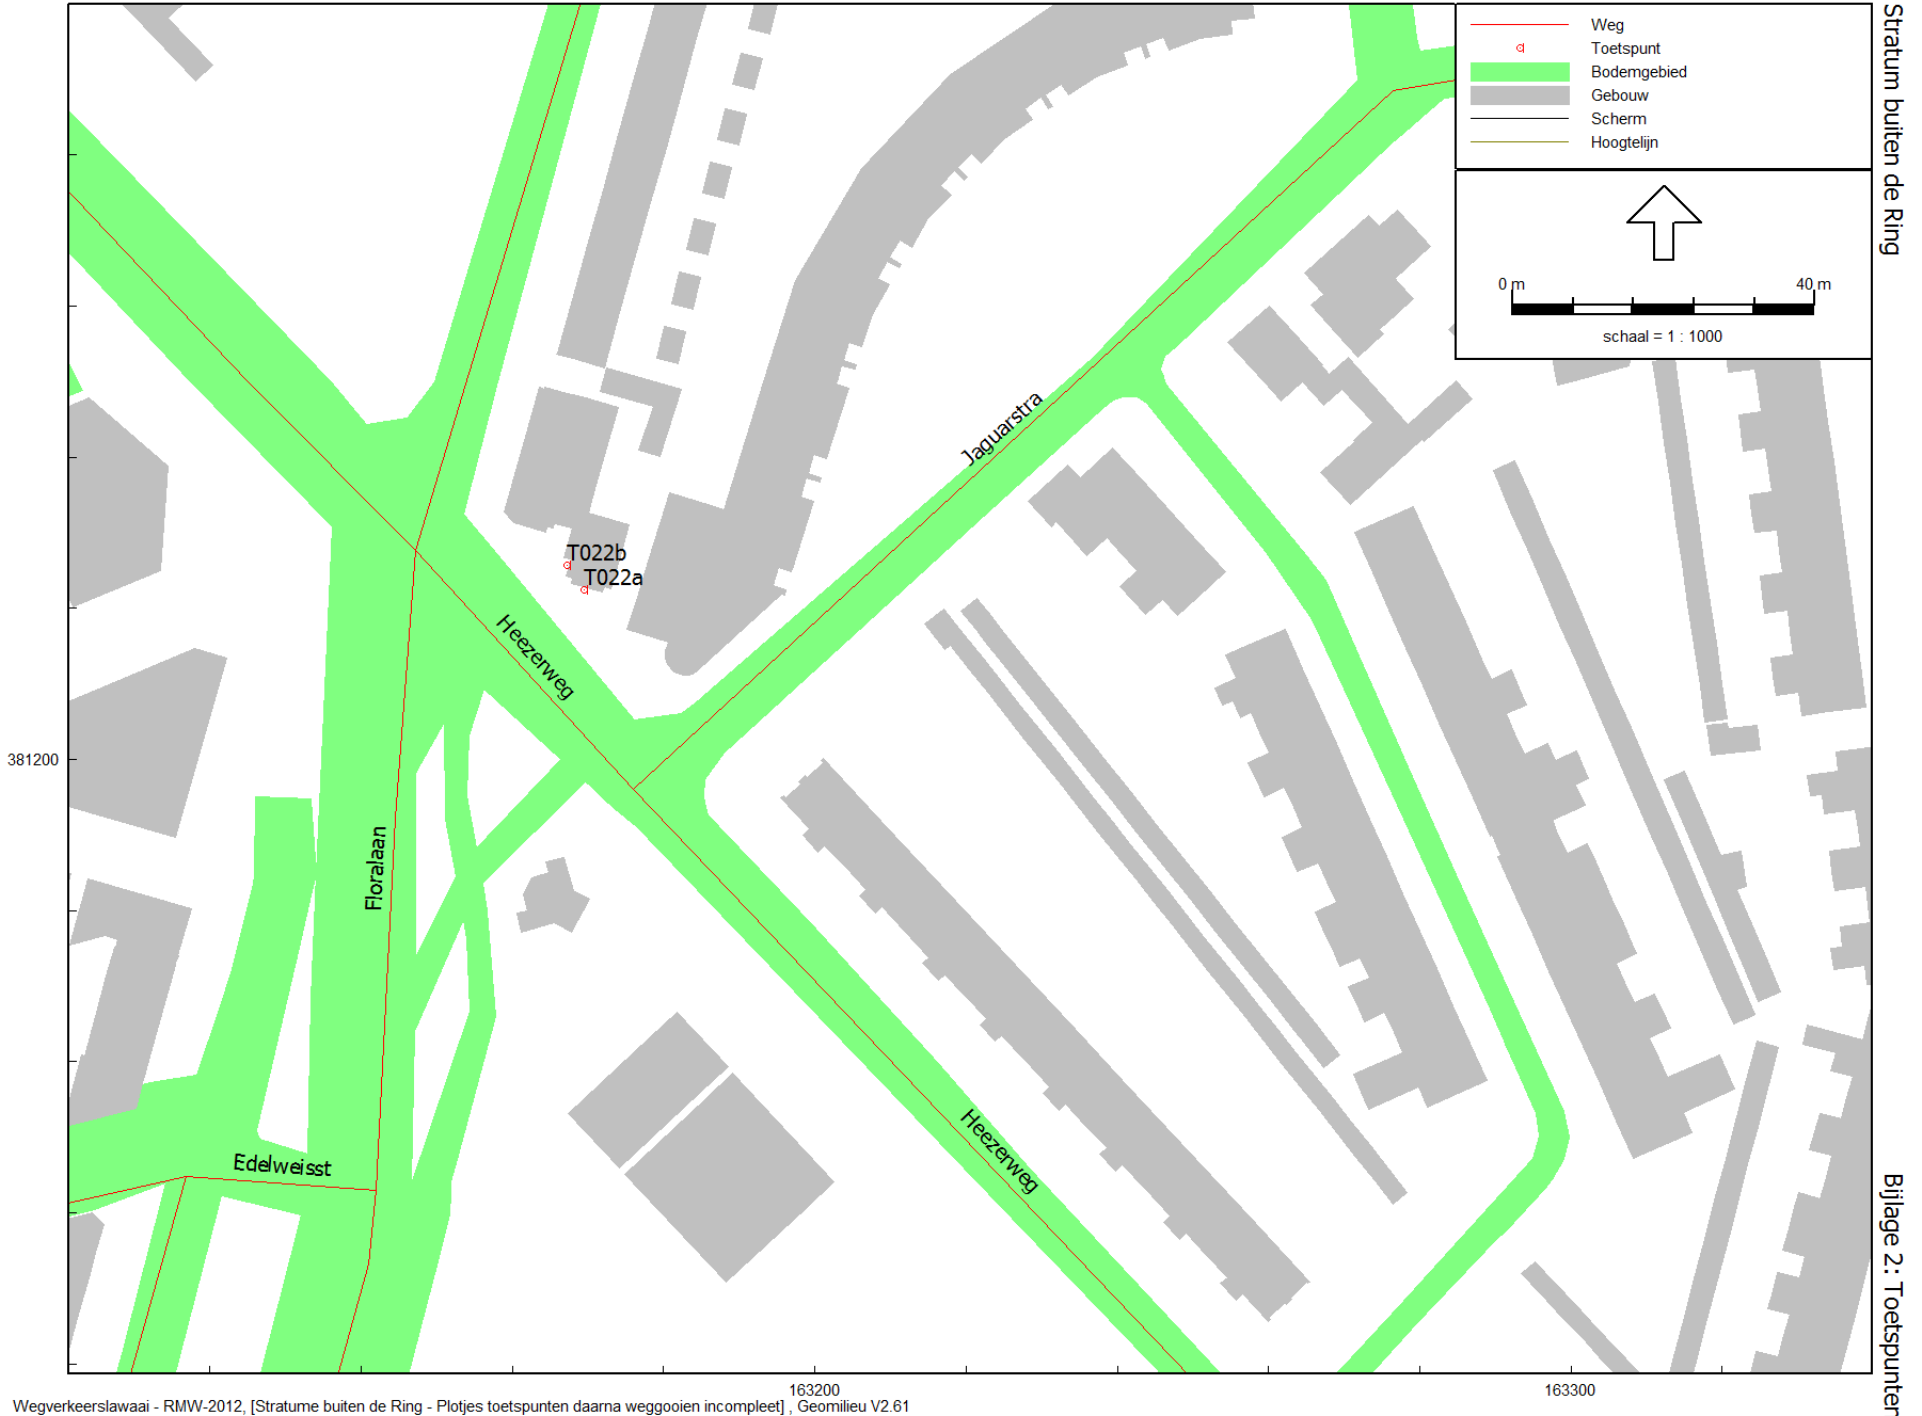 Weg
Toetspunt
Bodemgebied
Gebouw
Scherm
Hoogtelijn
0 m 40 m
schaal = 1 : 1000
Stratum buiten de Ring
Jaguarstra
T022b
T022a
Heezerweg
381200
Floralaan
Heezerweg
Edelweisst
Bijlage 2: Toetspunten
163200 163300
Wegverkeerslawaai - RMW-2012, [Stratume buiten de Ring - Plotjes toetspunten daarna weggooien incompleet] , Geomilieu V2.61